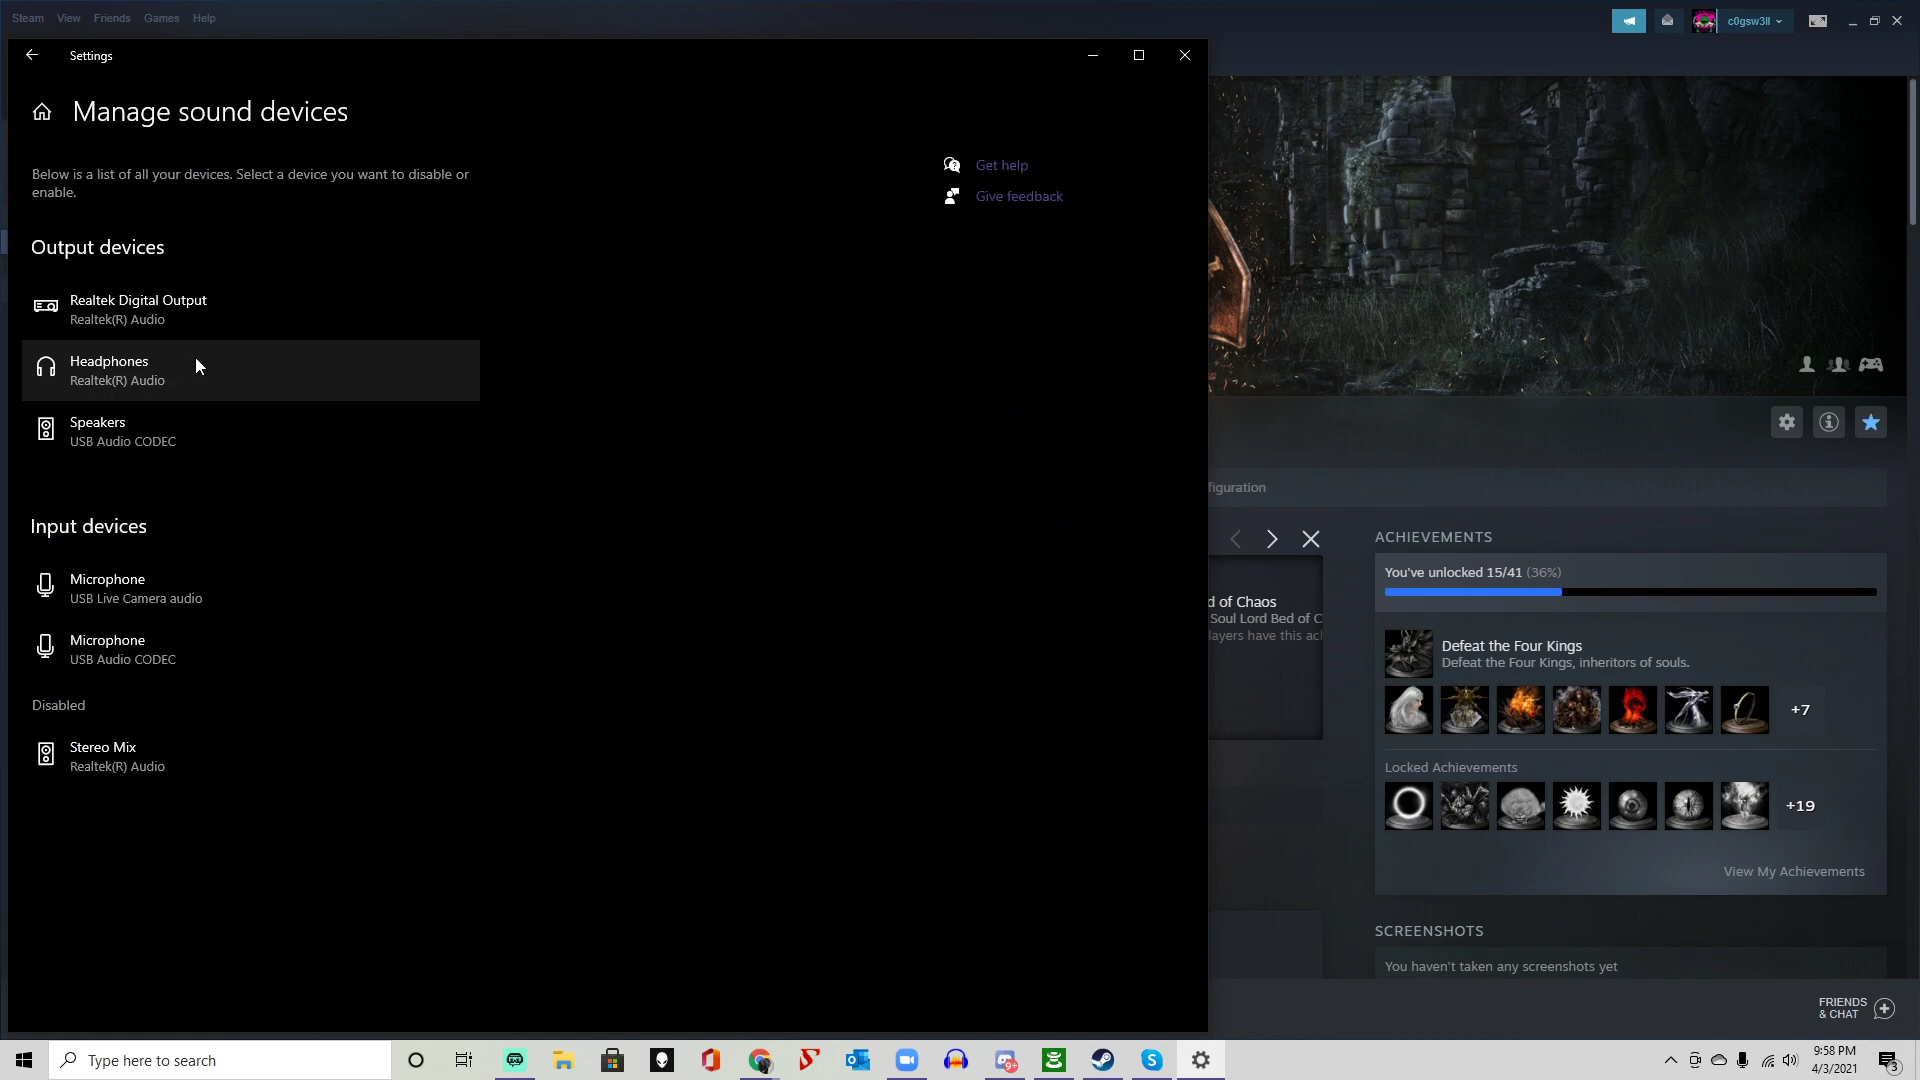 Steam View Friends Games Help
c0gsw3ll
Settings
Manage sound devices
Below is a list of all your devices. Select a device you want to disable or
enable.
Get help
Give feedback
Output devices
Realtek Digital Output
Realtek(R) Audio
Headphones
Realtek(R) Audio
Speakers
USB Audio CODEC
Input devices
Microphone
USB Live Camera audio
Microphone
USB Audio CODEC
Disabled
Stereo Mix
Realtek(R) Audio
figuration
d of Chaos
Soul Lord Bed of C
layers have this ac
ACHIEVEMENTS
You've unlocked 15/41 (36%)
Defeat the Four Kings
Defeat the Four Kings, inheritors of souls.
+7
Locked Achievements
+19
View My Achievements
SCREENSHOTS
You haven't taken any screenshots yet
FRIENDS
& CHAT
Type here to search
9+
9:58 PM
4/3/2021
3